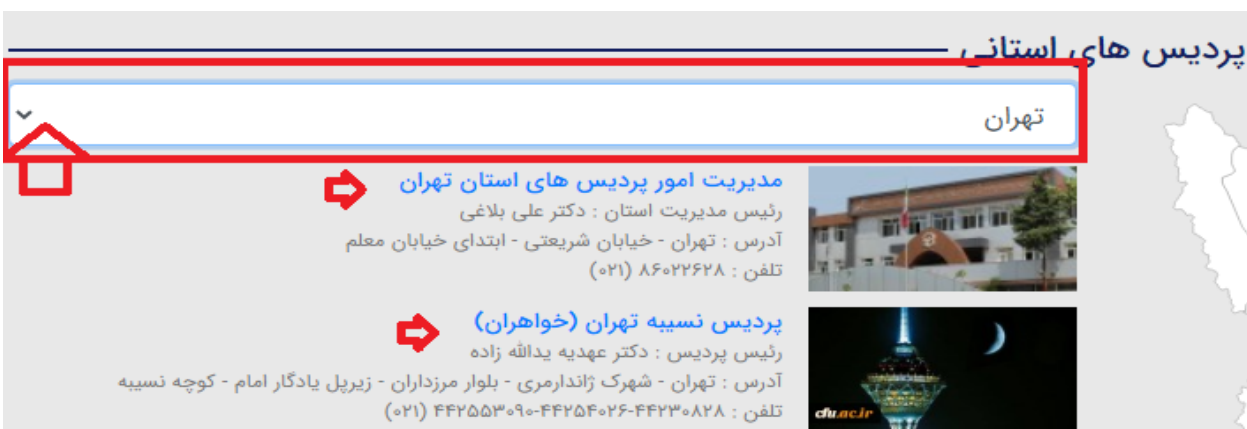 پردیس های استانی
تهران
مدیریت امور پردیس های استان تهران
رئیس مدیریت استان : دکتر علی بلاغی
آدرس : تهران - خیابان شریعتی - ابتدای خیابان معلم
تلفن : ۸۶۰۲۲۶۲۸ (۰۲۱)
پردیس نسیبه تهران (خواهران)
رئیس پردیس : دکتر عهدیه یدالله زاده
آدرس : تهران - شهرک ژاندارمری - بلوار مرزداران - زیرپل یادگار امام - کوچه نسیبه
تلفن : ۴۴۲۳۰۸۲۸-۴۴۲۵۴۰۲۶-۴۴۲۵۵۳۰۹۰ (۰۲۱)
cfu.ac.ir